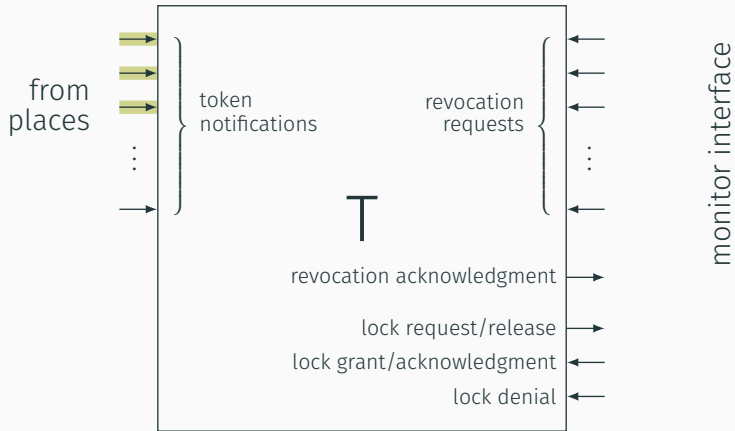 from
places
token
notifications
revocation
requests
T
revocation acknowledgment
lock request/release
lock grant/acknowledgment
lock denial
monitor interface